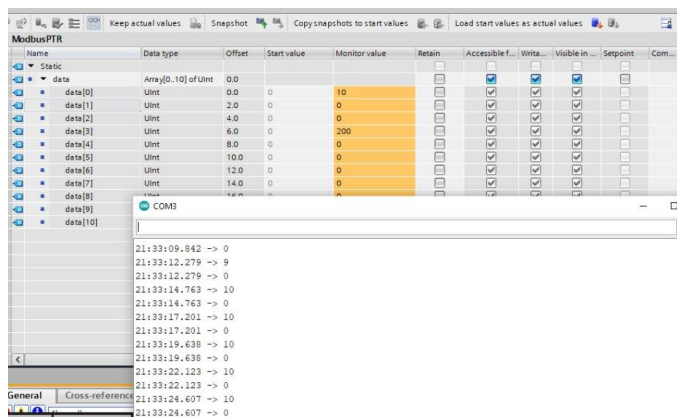 Keep actual values Snapshot Copy snapshots to start values Load start values as actual values
ModbusPTR
Name Data type Offset Start value Monitor value Retain Accessible f... Writa... Visible in ... Setpoint Com...
Static
data Array[0..10] of UInt 0.0
data[0] UInt 0.0 0 10
data[1] UInt 2.0 0 0
data[2] UInt 4.0 0 0
data[3] UInt 6.0 0 200
data[4] UInt 8.0 0 0
data[5] UInt 10.0 0 0
data[6] UInt 12.0 0 0
data[7] UInt 14.0 0 0
data[8]
data[9]
data[10]
COM3
21:33:09.842 -> 0
21:33:12.279 -> 9
21:33:12.279 -> 0
21:33:14.763 -> 10
21:33:14.763 -> 0
21:33:17.201 -> 10
21:33:17.201 -> 0
21:33:19.638 -> 10
21:33:19.638 -> 0
21:33:22.123 -> 10
21:33:22.123 -> 0
21:33:24.607 -> 10
21:33:24.607 -> 0
General Cross-reference